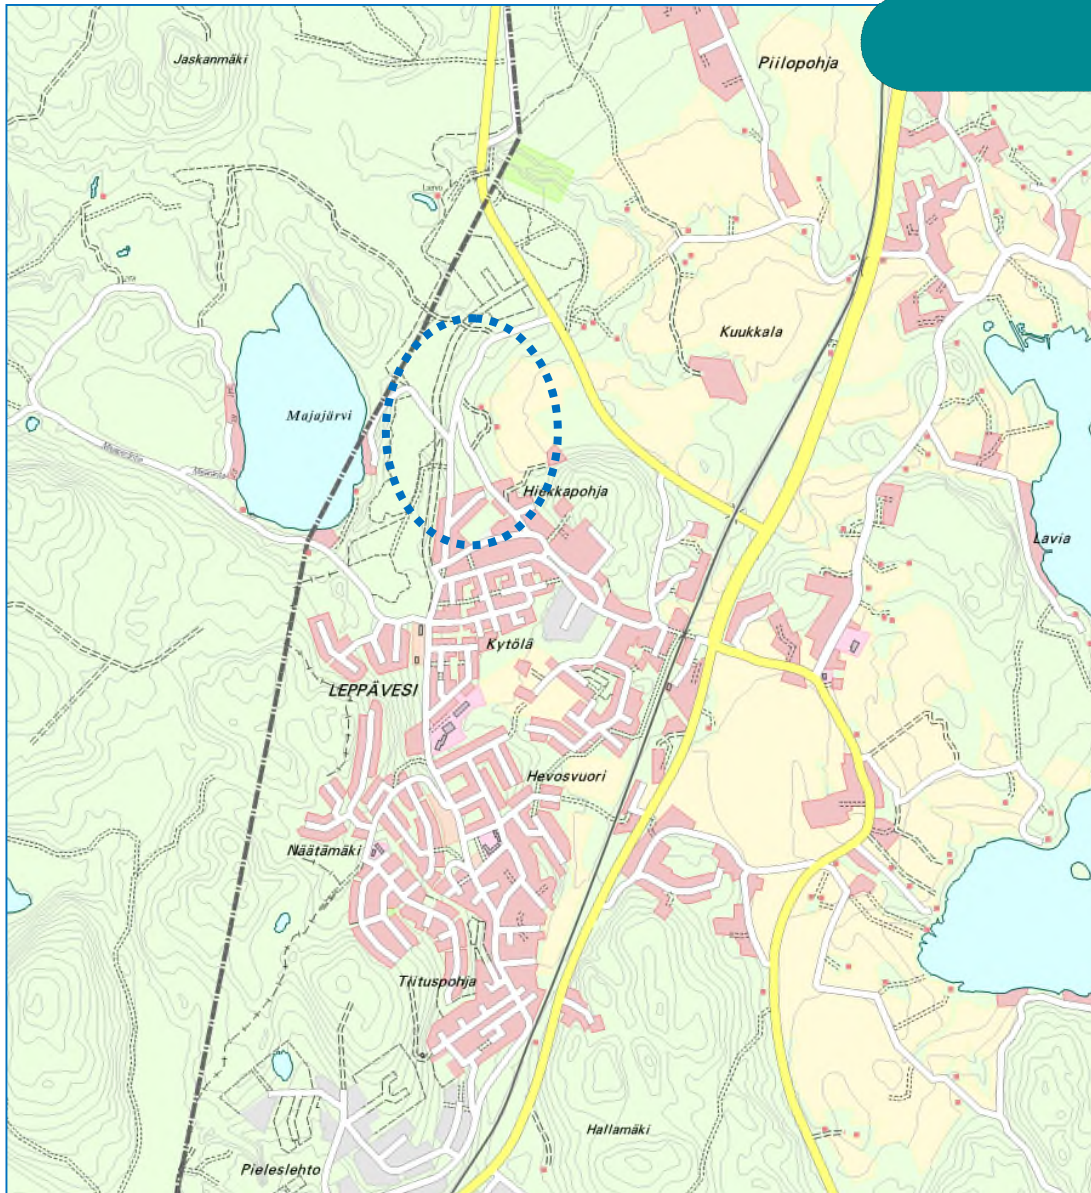 Jaskanmäki
Piilopohja
Kuukkala
Majajärvi
Hiekkapohja
Lavia
Kytölä
LEPPÄVESI
Hevosvuori
Näätämäki
Tiituspohja
Hallamäki
Pieleslehto